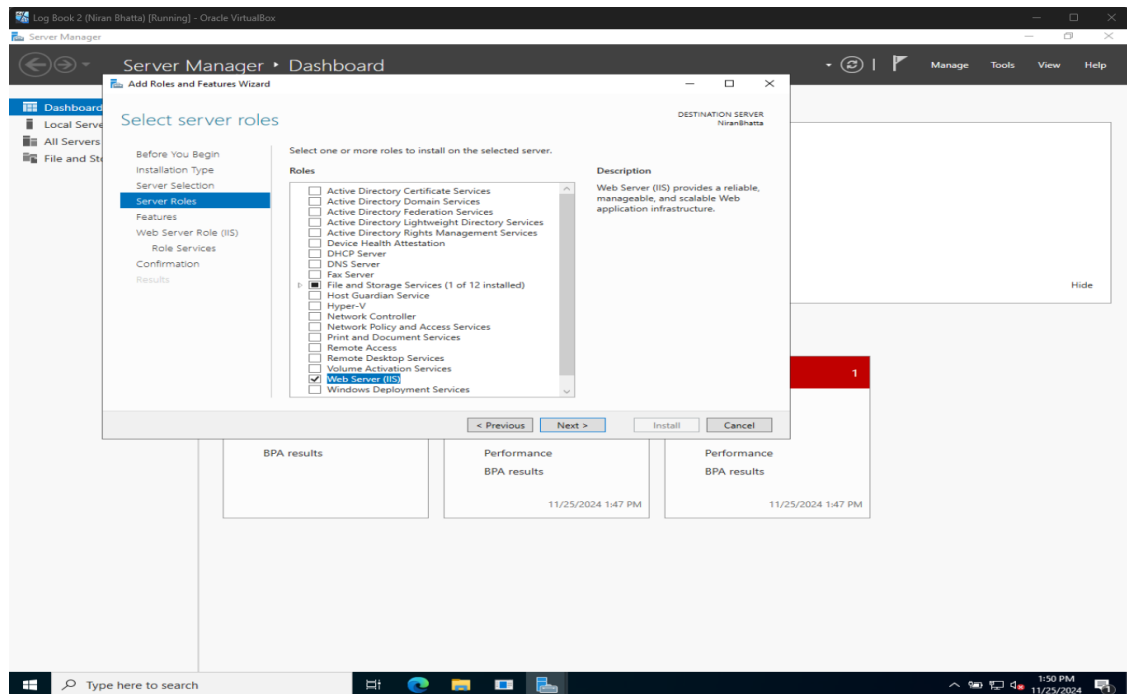 Log Book 2 (Niran Bhatta) [Running] - Oracle VirtualBox
Server Manager
Server Manager • Dashboard
Manage Tools View Help
Dashboard
Local Serve
All Servers
File and Sto
Add Roles and Features Wizard
Select server roles
DESTINATION SERVER
NiranBhatta
Before You Begin
Installation Type
Server Selection
Server Roles
Features
Web Server Role (IIS)
Role Services
Confirmation
Results
Select one or more roles to install on the selected server.
Roles
Active Directory Certificate Services
Active Directory Domain Services
Active Directory Federation Services
Active Directory Lightweight Directory Services
Active Directory Rights Management Services
Device Health Attestation
DHCP Server
DNS Server
Fax Server
File and Storage Services (1 of 12 installed)
Host Guardian Service
Hyper-V
Network Controller
Network Policy and Access Services
Print and Document Services
Remote Access
Remote Desktop Services
Volume Activation Services
Web Server (IIS)
Windows Deployment Services
Description
Web Server (IIS) provides a reliable,
manageable, and scalable Web
application infrastructure.
< Previous Next > Install Cancel
Hide
1
BPA results
Performance
BPA results
11/25/2024 1:47 PM
Performance
BPA results
11/25/2024 1:47 PM
Type here to search
1:50 PM
11/25/2024
1